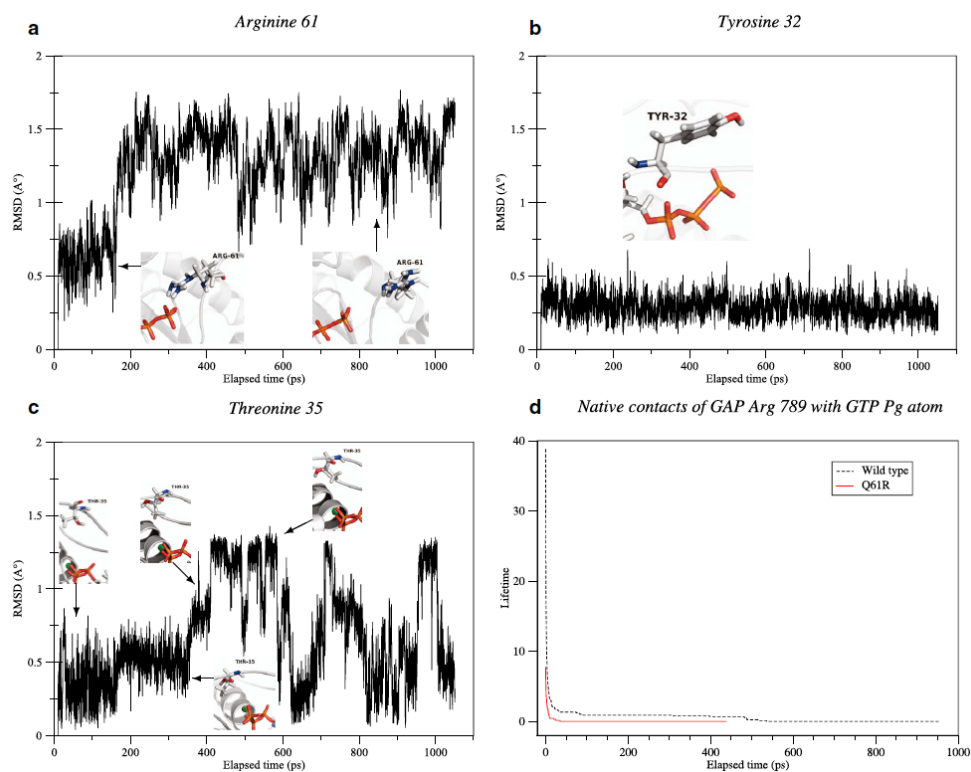 a
Arginine 61
2
1.5
1
0.5
0
RMSD (A°)
ARG-61
ARG-61
0
200
400
600
800
1000
Elapsed time (ps)
b
Tyrosine 32
2
1.5
1
0.5
0
RMSD (A°)
TYR-32
0
200
400
600
800
1000
Elapsed time (ps)
c
Threonine 35
2
1.5
1
0.5
0
RMSD (A°)
THR-35
THR-35
THR-35
THR-35
0
200
400
600
800
1000
Elapsed time (ps)
d
Native contacts of GAP Arg 789 with GTP Pg atom
40
30
20
10
0
Lifetime
Wild type
Q61R
0
200
400
600
800
1000
Elapsed time (ps)